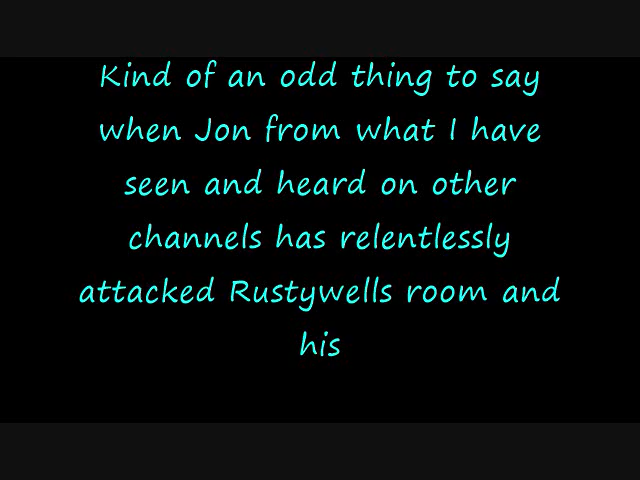 Kind of an odd thing to say
when Jon from what I have
seen and heard on other
channels has relentlessly
attacked Rustywells room and
his